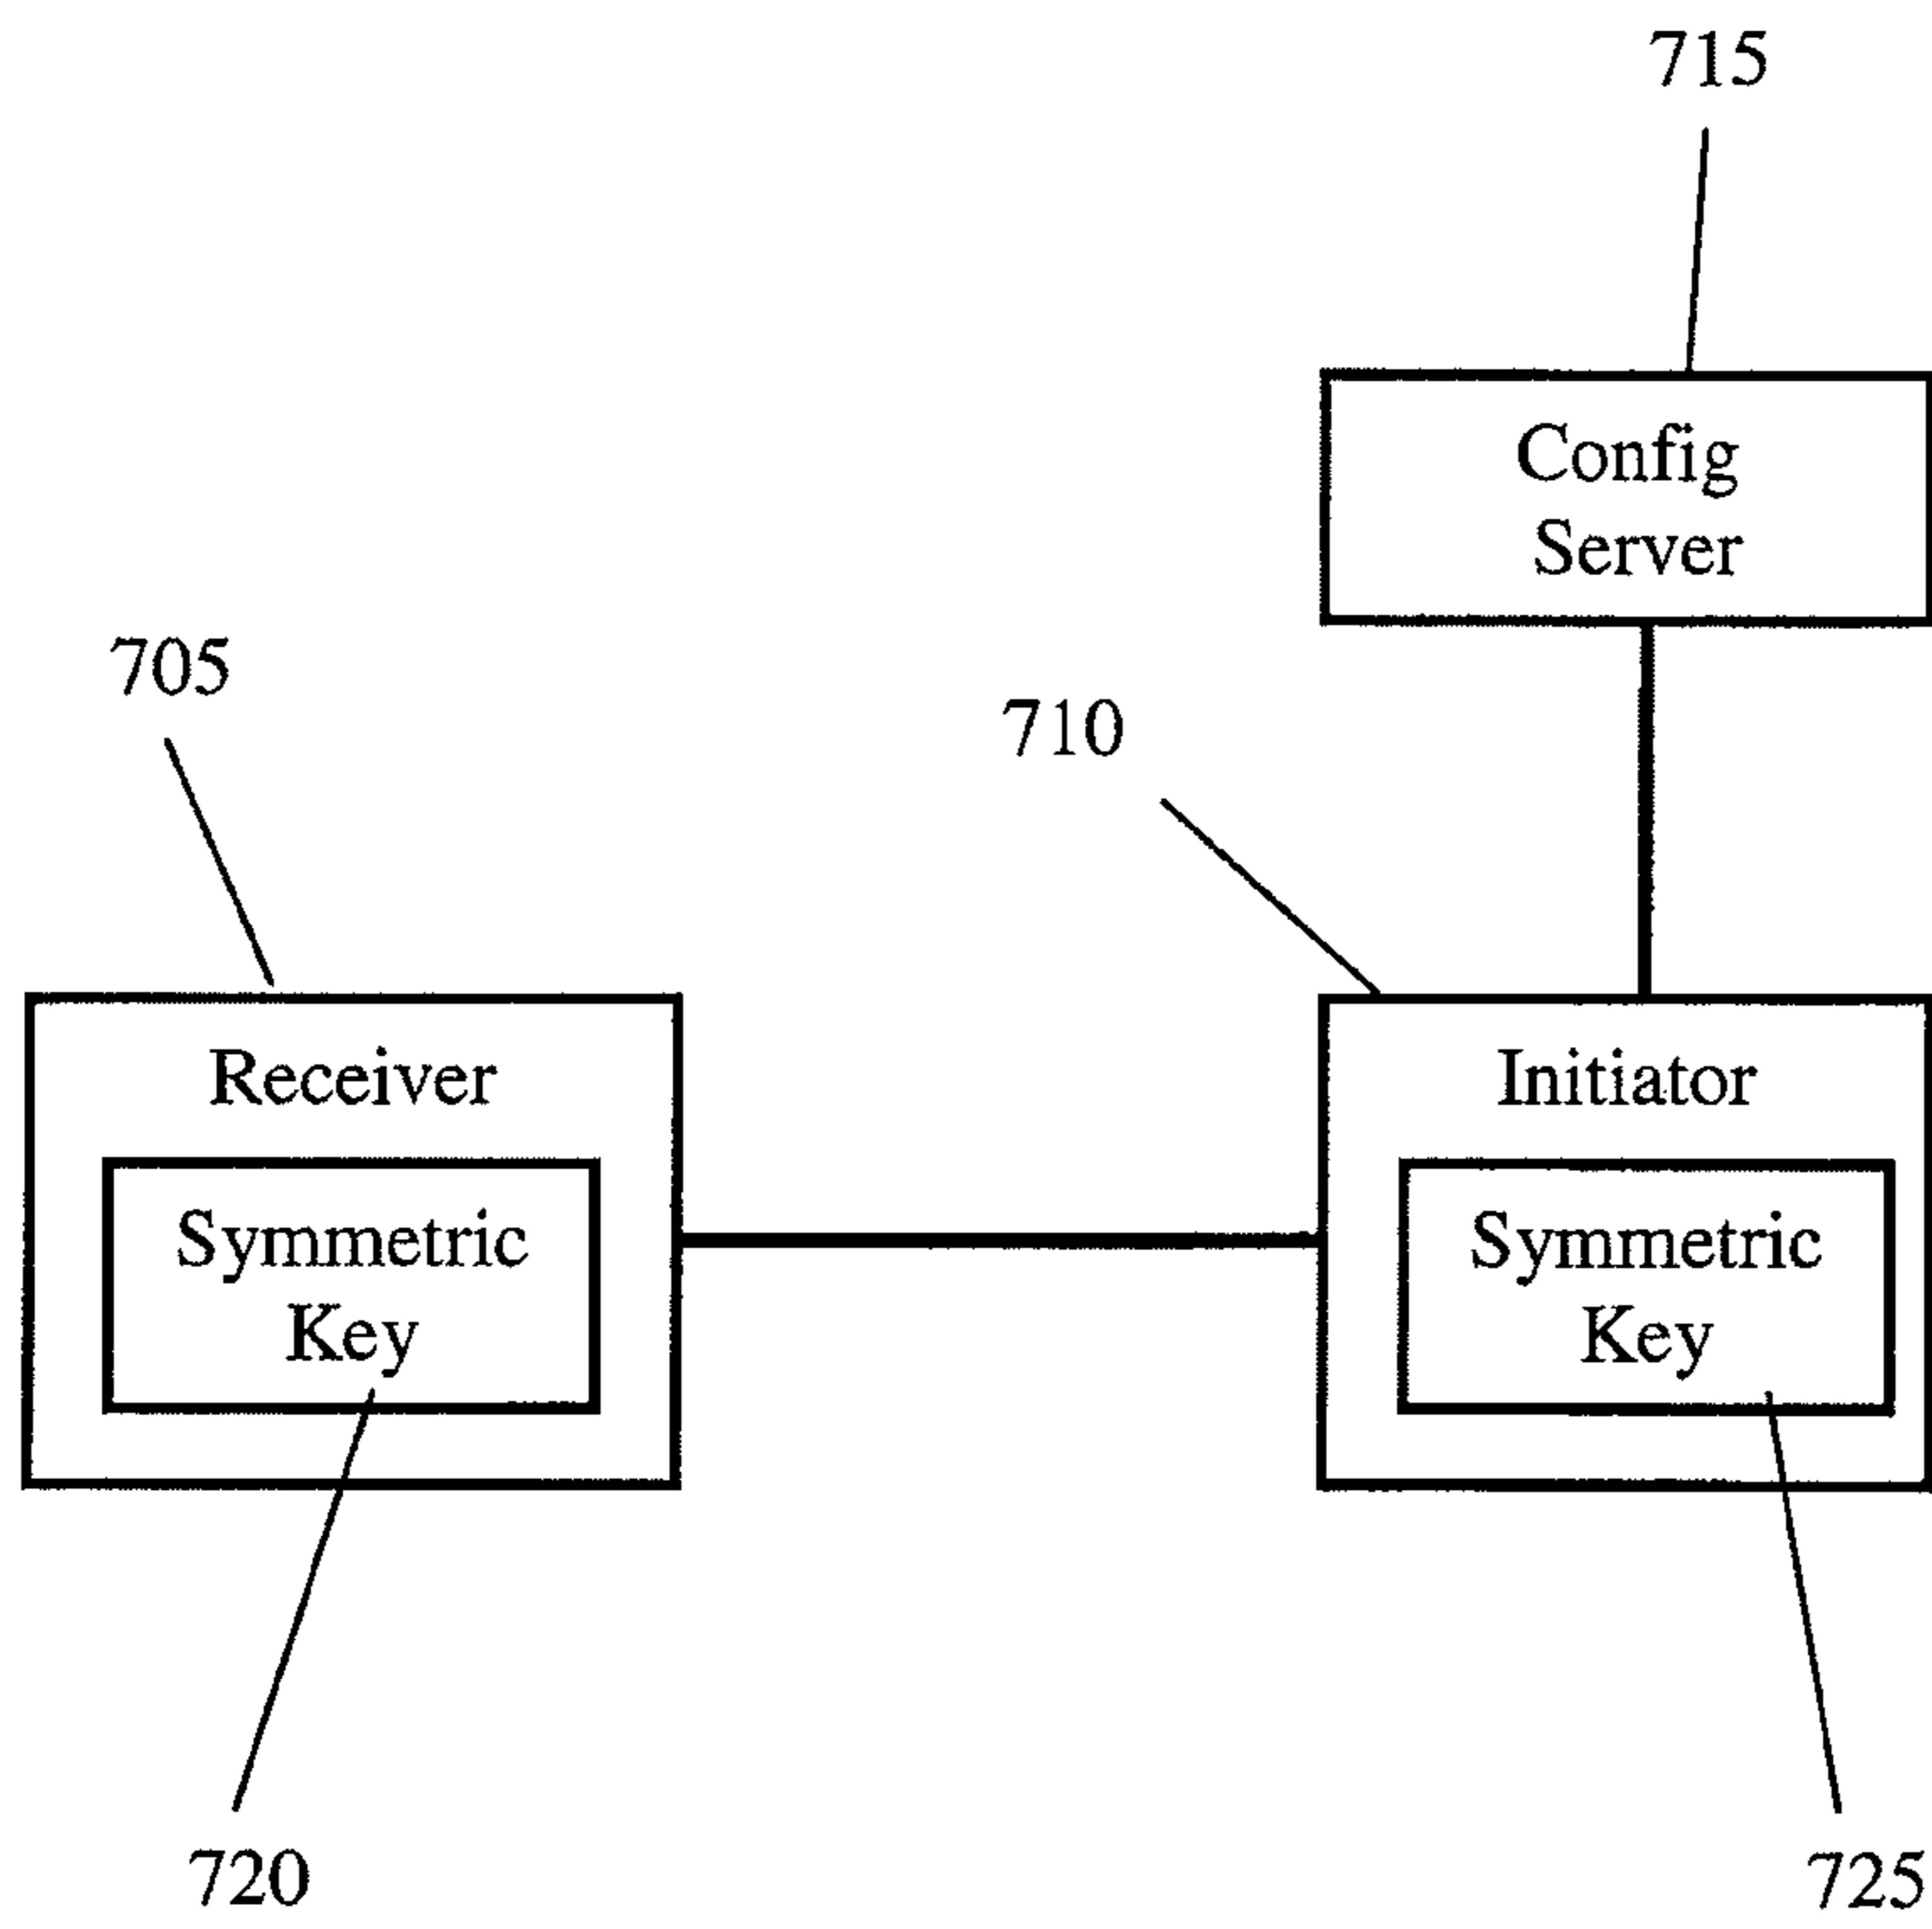 715
Config
Server
705
710
Receiver
Initiator
Symmetric
Key
Symmetric
Key
720
725